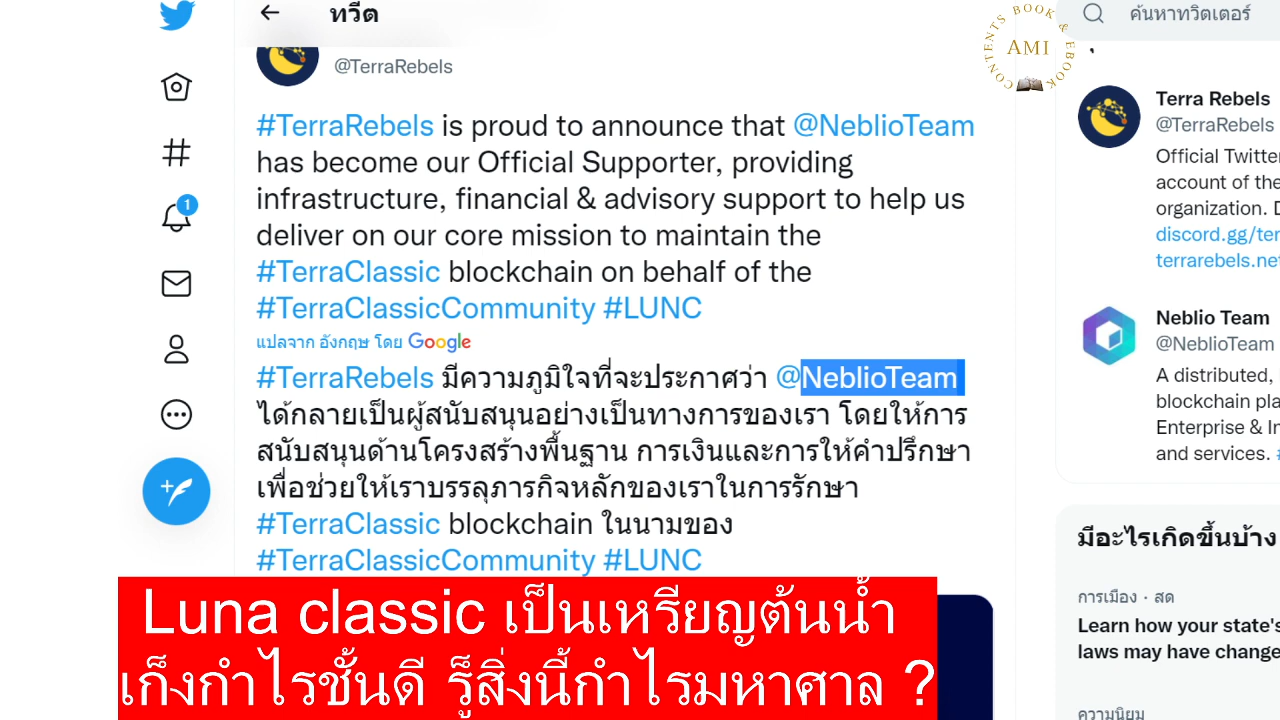 ทวีต
@TerraRebels
#TerraRebels is proud to announce that @NeblioTeam
has become our Official Supporter, providing
infrastructure, financial & advisory support to help us
deliver on our core mission to maintain the
#TerraClassic blockchain on behalf of the
#TerraClassicCommunity #LUNC
แปลจาก อังกฤษ โดย Google
#TerraRebels มีความภูมิใจที่จะประกาศว่า @NeblioTeam
ได้กลายเป็นผู้สนับสนุนอย่างเป็นทางการของเรา โดยให้การ
สนับสนุนด้านโครงสร้างพื้นฐาน การเงินและการให้คำปรึกษา
เพื่อช่วยให้เราบรรลุภารกิจหลักของเราในการรักษา
#TerraClassic blockchain ในนามของ
#TerraClassicCommunity #LUNC
Luna classic เป็นเหรียญต้นน้ำ
เก็งกำไรชั้นดี รู้สิ่งนี้กำไรมหาศาล ?
1
CONTENTS BOOK & EBOOK
AMI
ค้นหาทวิตเตอร์
Terra Rebels
@TerraRebels
Official Twitter
account of the
organization.
discord.gg/ter
terrarebels.net
Neblio Team
@NeblioTeam
A distributed,
blockchain pla
Enterprise & In
and services. #
มีอะไรเกิดขึ้นบ้าง
การเมือง · สด
Learn how your state's
laws may have change
ความนิยม